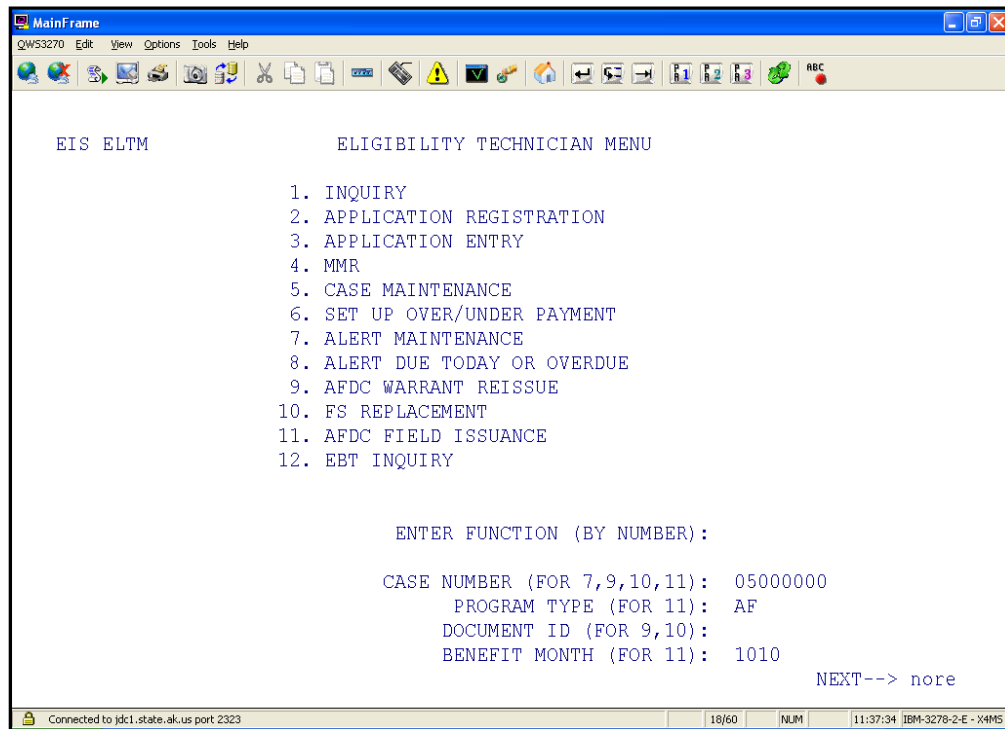 MainFrame
QWS3270 Edit View Options Tools Help
R1 R2 R3 ABC
EIS ELTM ELIGIBILITY TECHNICIAN MENU
1. INQUIRY
2. APPLICATION REGISTRATION
3. APPLICATION ENTRY
4. MMR
5. CASE MAINTENANCE
6. SET UP OVER/UNDER PAYMENT
7. ALERT MAINTENANCE
8. ALERT DUE TODAY OR OVERDUE
9. AFDC WARRANT REISSUE
10. FS REPLACEMENT
11. AFDC FIELD ISSUANCE
12. EBT INQUIRY
ENTER FUNCTION (BY NUMBER):
CASE NUMBER (FOR 7,9,10,11): 05000000
PROGRAM TYPE (FOR 11): AF
DOCUMENT ID (FOR 9,10):
BENEFIT MONTH (FOR 11): 1010
NEXT--> nore
Connected to jdc1.state.ak.us port 2323 18/60 NUM 11:37:34 IBM-3278-2-E - X4MS